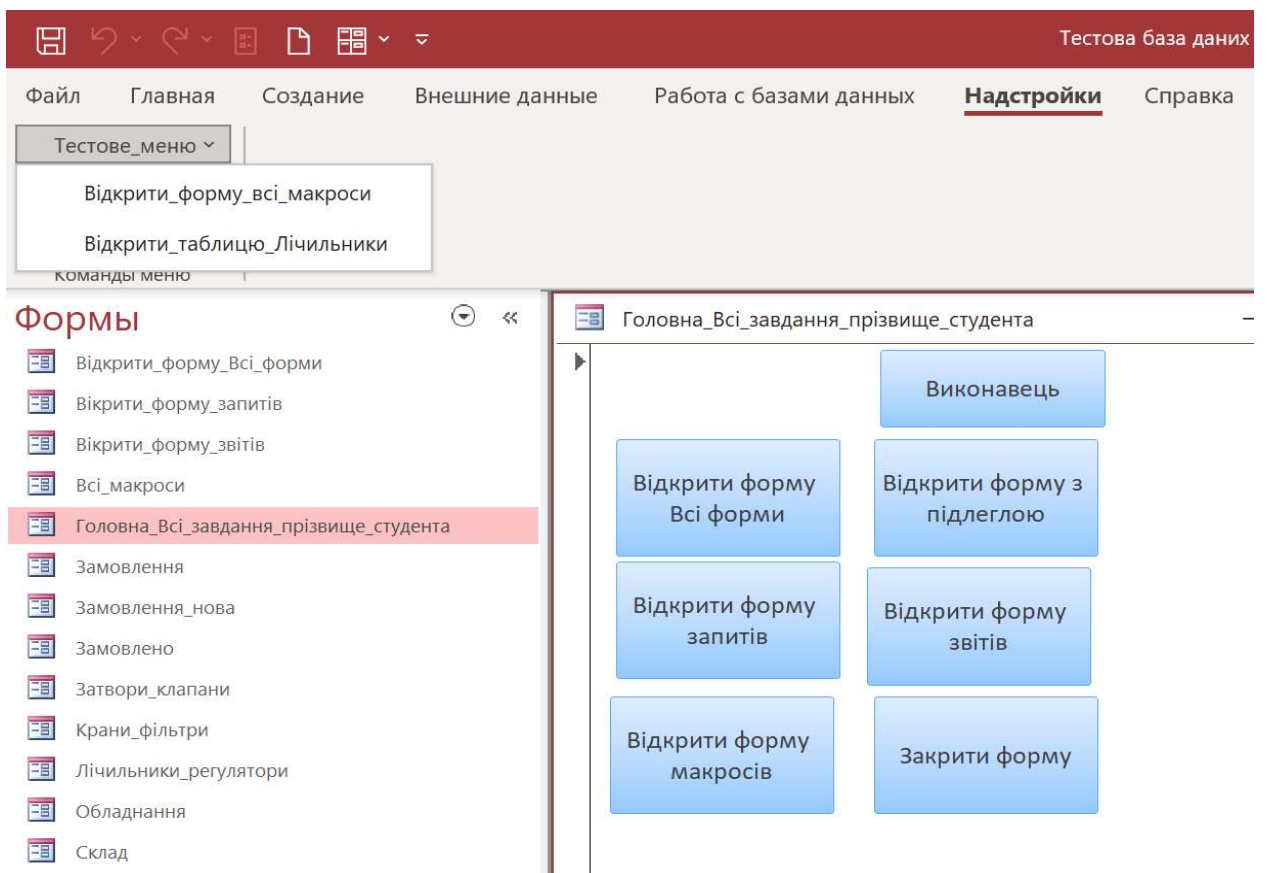 Тестова база даних
Файл Главная Создание Внешние данные Работа с базами данных Надстройки Справка
Тестове_меню
Відкрити_форму_всі_макроси
Відкрити_таблицю_Лічильники
Команды меню
Формы
Відкрити_форму_Всі_форми
Вікрити_форму_запитів
Вікрити_форму_звітів
Всі_макроси
Головна_Всі_завдання_прізвище_студента
Замовлення
Замовлення_нова
Замовлено
Затвори_клапани
Крани_фільтри
Лічильники_регулятори
Обладнання
Склад
Головна_Всі_завдання_прізвище_студента
Виконавець
Відкрити форму
Всі форми
Відкрити форму з
підлеглою
Відкрити форму
запитів
Відкрити форму
звітів
Відкрити форму
макросів
Закрити форму